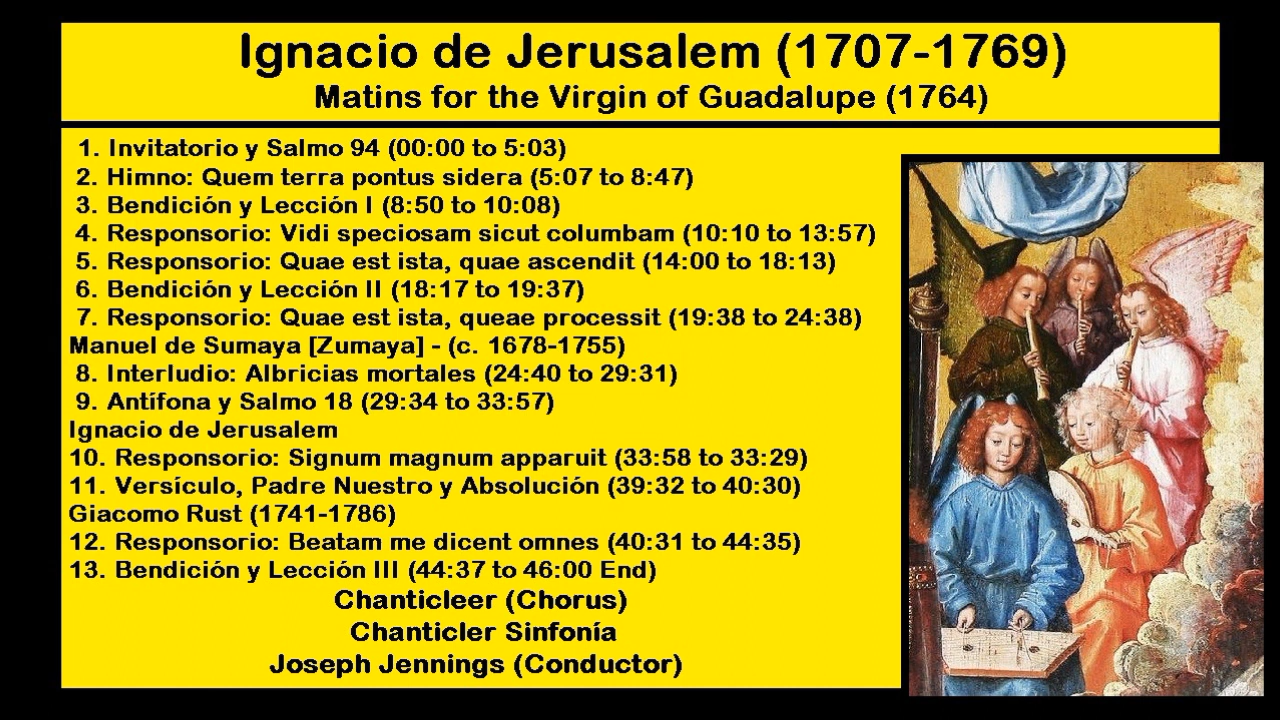 Ignacio de Jerusalem (1707-1769)
Matins for the Virgin of Guadalupe (1764)
1. Invitatorio y Salmo 94 (00:00 to 5:03)
2. Himno: Quem terra pontus sidera (5:07 to 8:47)
3. Bendición y Lección I (8:50 to 10:08)
4. Responsorio: Vidi speciosam sicut columbam (10:10 to 13:57)
5. Responsorio: Quae est ista, quae ascendit (14:00 to 18:13)
6. Bendición y Lección II (18:17 to 19:37)
7. Responsorio: Quae est ista, queae processit (19:38 to 24:38)
Manuel de Sumaya [Zumaya] - (c. 1678-1755)
8. Interludio: Albricias mortales (24:40 to 29:31)
9. Antífona y Salmo 18 (29:34 to 33:57)
Ignacio de Jerusalem
10. Responsorio: Signum magnum apparuit (33:58 to 33:29)
11. Versículo, Padre Nuestro y Absolución (39:32 to 40:30)
Giacomo Rust (1741-1786)
12. Responsorio: Beatam me dicent omnes (40:31 to 44:35)
13. Bendición y Lección III (44:37 to 46:00 End)
Chanticleer (Chorus)
Chanticler Sinfonía
Joseph Jennings (Conductor)